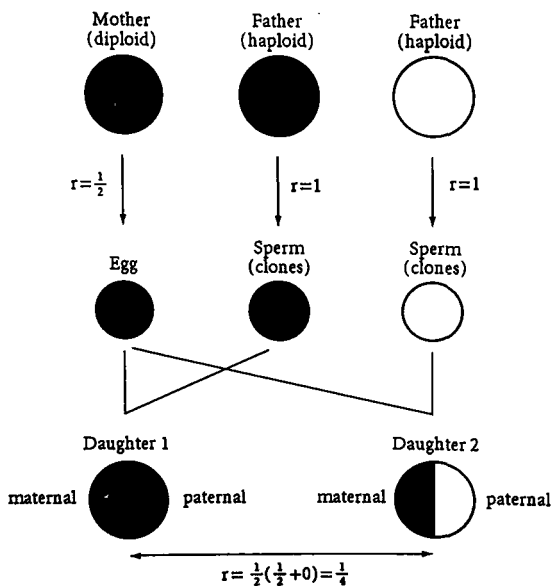 Mother
(diploid)
Father
(haploid)
Father
(haploid)
r=½
r=1
r=1
Egg
Sperm
(clones)
Sperm
(clones)
Daughter 1
Daughter 2
maternal
paternal
maternal
paternal
r= ½(½+0)=¼